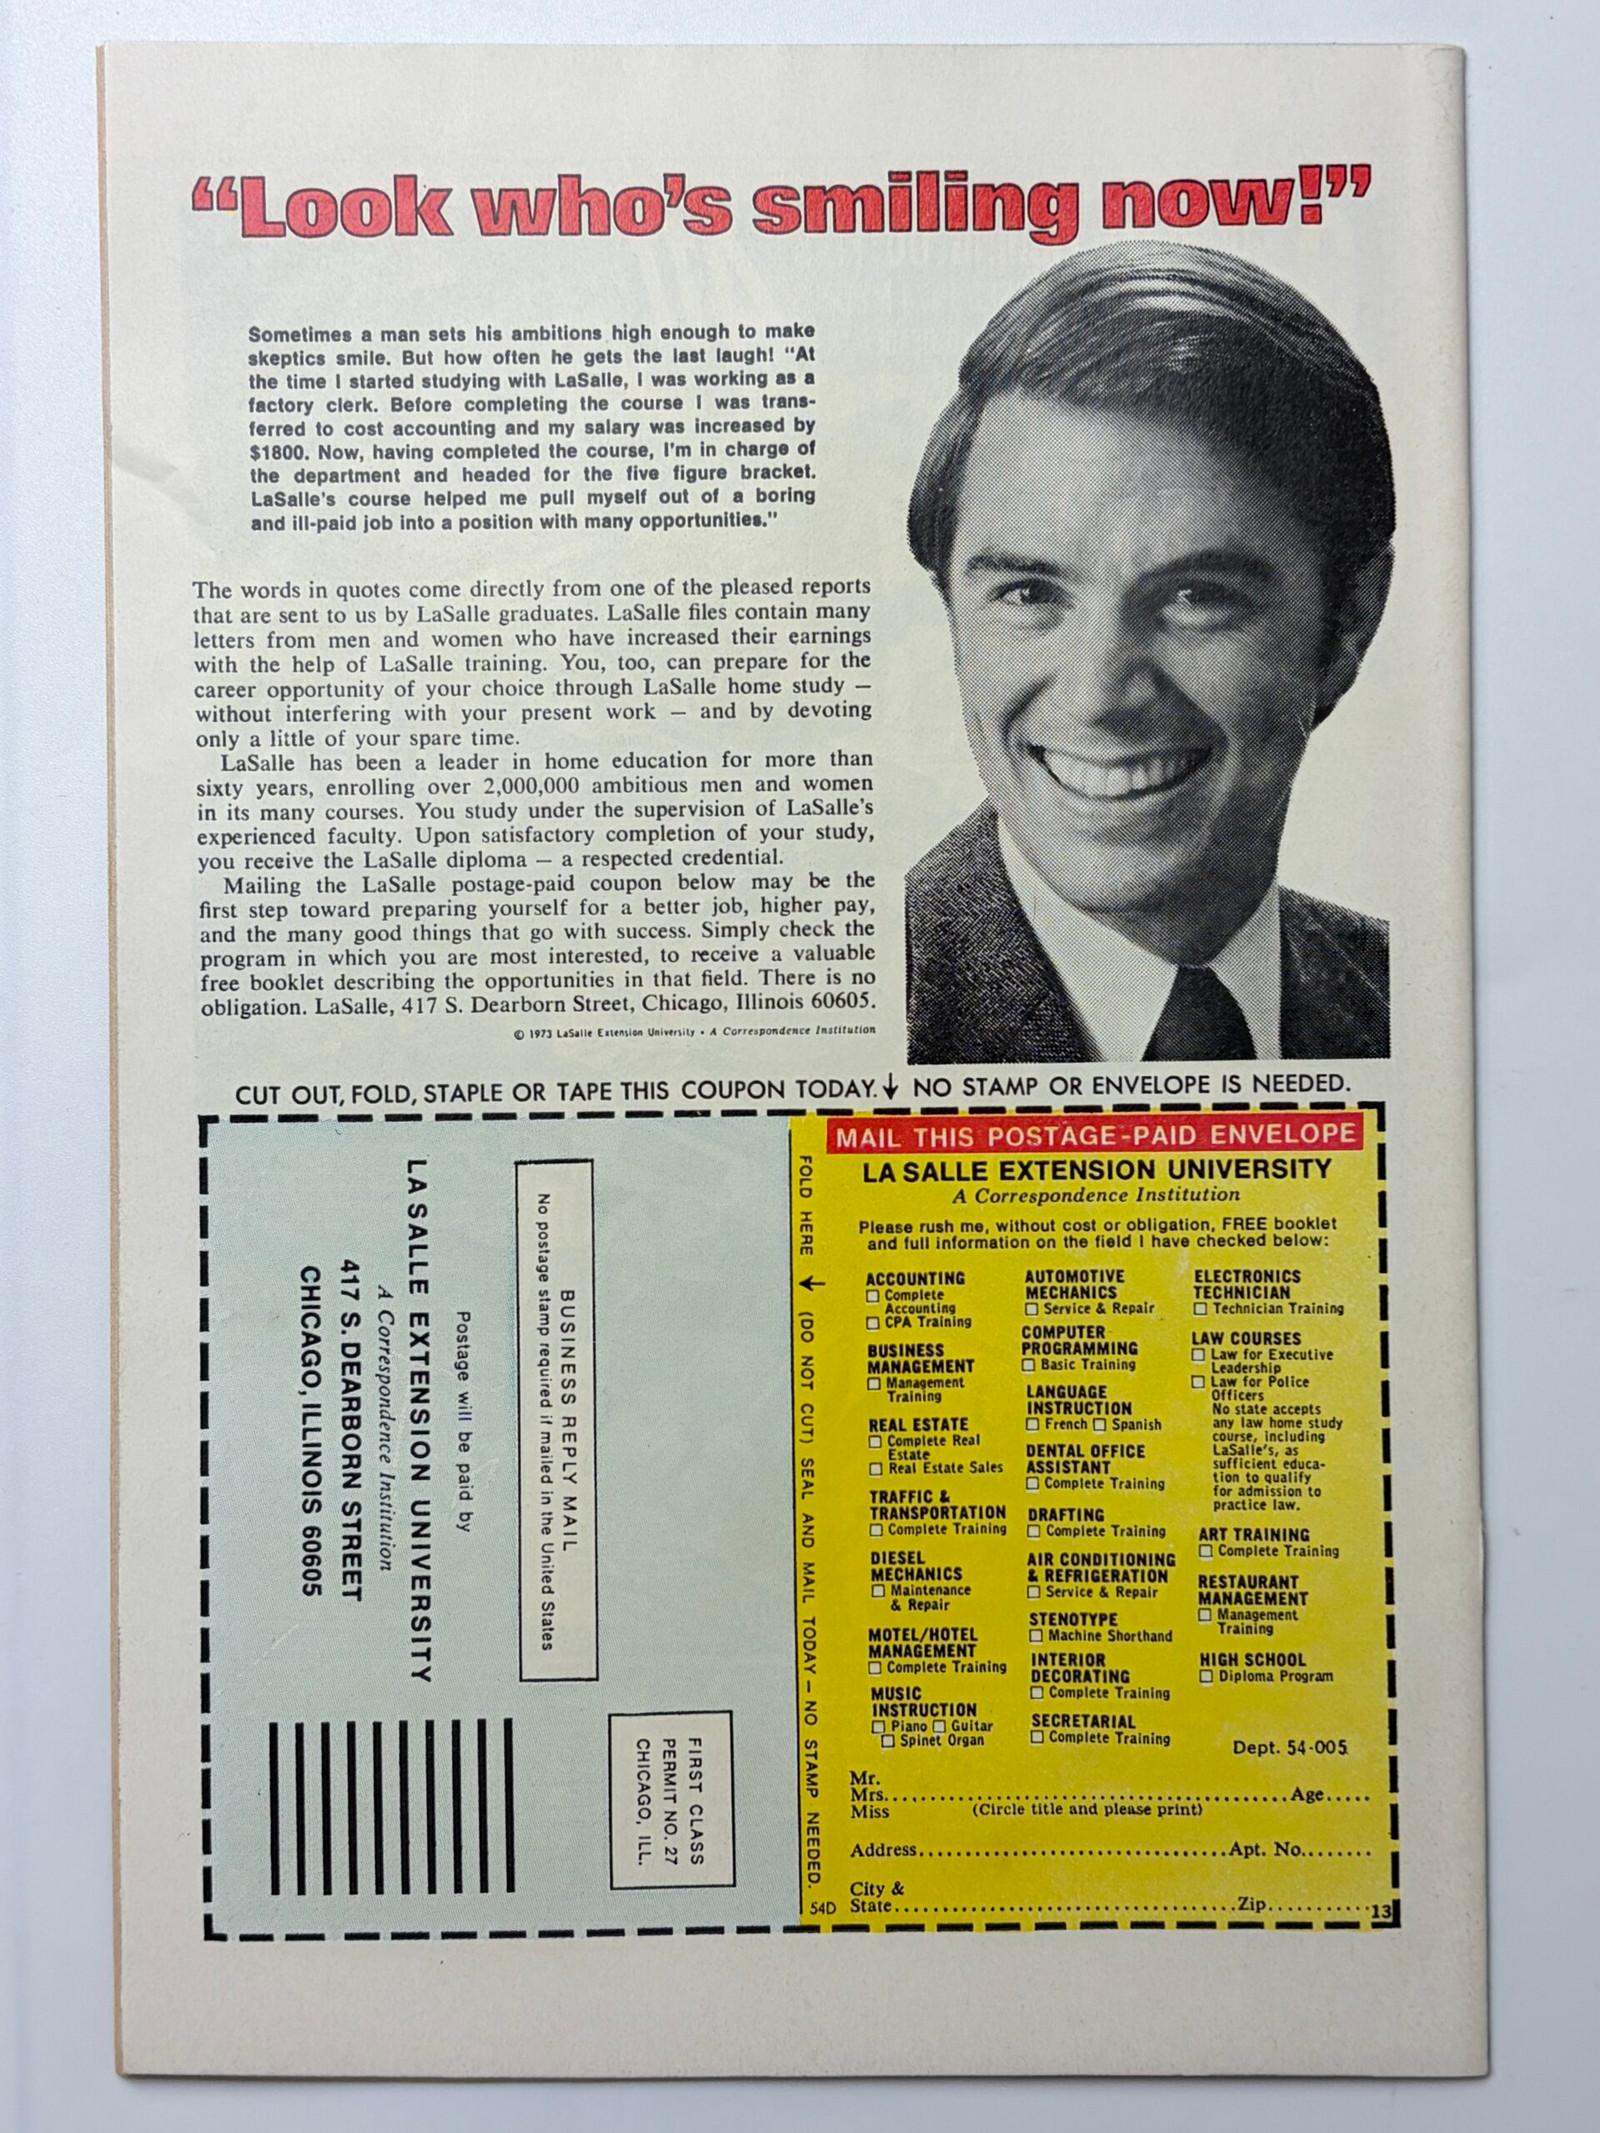 “Look who’s smiling now!”
Sometimes a man sets his ambitions high enough to make
skeptics smile. But how often he gets the last laugh! “At
the time I started studying with LaSalle, I was working as a
factory clerk. Before completing the course I was trans-
ferred to cost accounting and my salary was increased by
$1800. Now, having completed the course, I’m in charge of
the department and headed for the five figure bracket.
LaSalle’s course helped me pull myself out of a boring
and ill-paid job into a position with many opportunities.”
The words in quotes come directly from one of the pleased reports
that are sent to us by LaSalle graduates. LaSalle files contain many
letters from men and women who have increased their earnings
with the help of LaSalle training. You, too, can prepare for the
career opportunity of your choice through LaSalle home study —
without interfering with your present work — and by devoting
only a little of your spare time.
LaSalle has been a leader in home education for more than
sixty years, enrolling over 2,000,000 ambitious men and women
in its many courses. You study under the supervision of LaSalle’s
experienced faculty. Upon satisfactory completion of your study,
you receive the LaSalle diploma — a respected credential.
Mailing the LaSalle postage-paid coupon below may be the
first step toward preparing yourself for a better job, higher pay,
and the many good things that go with success. Simply check the
program in which you are most interested, to receive a valuable
free booklet describing the opportunities in that field. There is no
obligation. LaSalle, 417 S. Dearborn Street, Chicago, Illinois 60605.
© 1973 LaSalle Extension University • A Correspondence Institution
CUT OUT, FOLD, STAPLE OR TAPE THIS COUPON TODAY.↓ NO STAMP OR ENVELOPE IS NEEDED.
FIRST CLASS
PERMIT NO. 27
CHICAGO, ILL.
BUSINESS REPLY MAIL
No postage stamp required if mailed in the United States
Postage will be paid by
LA SALLE EXTENSION UNIVERSITY
A Correspondence Institution
417 S. DEARBORN STREET
CHICAGO, ILLINOIS 60605
FOLD HERE ↓ (DO NOT CUT) SEAL AND MAIL TODAY — NO STAMP NEEDED.
54D
MAIL THIS POSTAGE-PAID ENVELOPE
LA SALLE EXTENSION UNIVERSITY
A Correspondence Institution
Please rush me, without cost or obligation, FREE booklet
and full information on the field I have checked below:
ACCOUNTING
☐ Complete
Accounting
☐ CPA Training
BUSINESS
MANAGEMENT
☐ Management
Training
REAL ESTATE
☐ Complete Real
Estate
☐ Real Estate Sales
TRAFFIC &
TRANSPORTATION
☐ Complete Training
DIESEL
MECHANICS
☐ Maintenance
& Repair
MOTEL/HOTEL
MANAGEMENT
☐ Complete Training
MUSIC
INSTRUCTION
☐ Piano ☐ Guitar
☐ Spinet Organ
AUTOMOTIVE
MECHANICS
☐ Service & Repair
COMPUTER
PROGRAMMING
☐ Basic Training
LANGUAGE
INSTRUCTION
☐ French ☐ Spanish
DENTAL OFFICE
ASSISTANT
☐ Complete Training
DRAFTING
☐ Complete Training
AIR CONDITIONING
& REFRIGERATION
☐ Service & Repair
STENOTYPE
☐ Machine Shorthand
INTERIOR
DECORATING
☐ Complete Training
SECRETARIAL
☐ Complete Training
ELECTRONICS
TECHNICIAN
☐ Technician Training
LAW COURSES
☐ Law for Executive
Leadership
☐ Law for Police
Officers
No state accepts
any law home study
course, including
LaSalle’s, as
sufficient educa-
tion to qualify
for admission to
practice law.
ART TRAINING
☐ Complete Training
RESTAURANT
MANAGEMENT
☐ Management
Training
HIGH SCHOOL
☐ Diploma Program
Dept. 54-005
Mr.
Mrs. Age
Miss (Circle title and please print)
Address Apt. No.
City &
State Zip
13